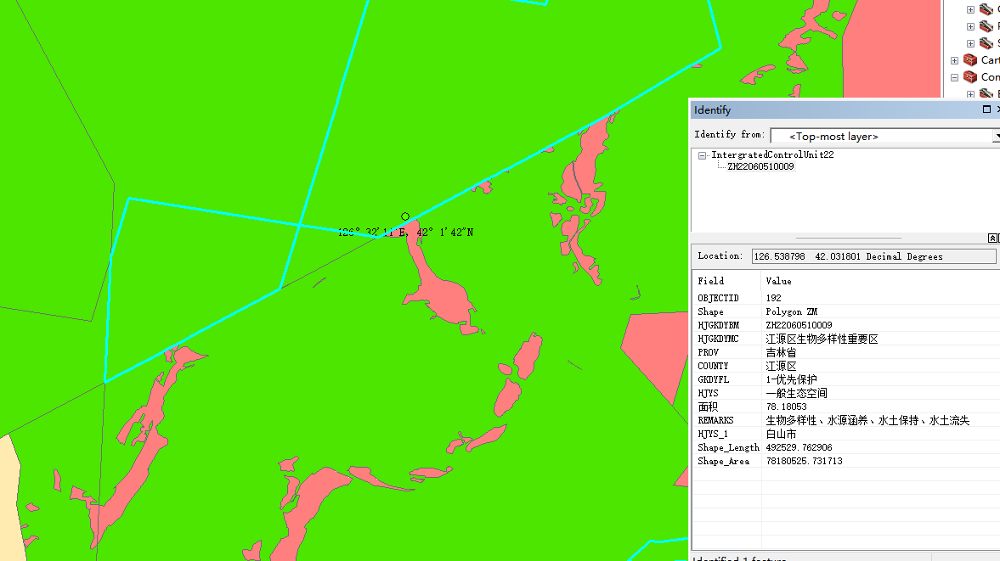 Cart
Con
Identify
Identify from: <Top-most layer>
IntergratedControlUnit22
ZH22060510009
126° 32'11"E, 42° 1'42"N
Location: 126.538798 42.031801 Decimal Degrees
Field Value
OBJECTID 192
Shape Polygon ZM
HJGKDYBM ZH22060510009
HJGKDYMC 江源区生物多样性重要区
PROV 吉林省
COUNTY 江源区
GKDYFL 1-优先保护
HJYS 一般生态空间
面积 78.18053
REMARKS 生物多样性、水源涵养、水土保持、水土流失
HJYS_1 白山市
Shape_Length 492529.762906
Shape_Area 78180525.731713
Identified 1 feature